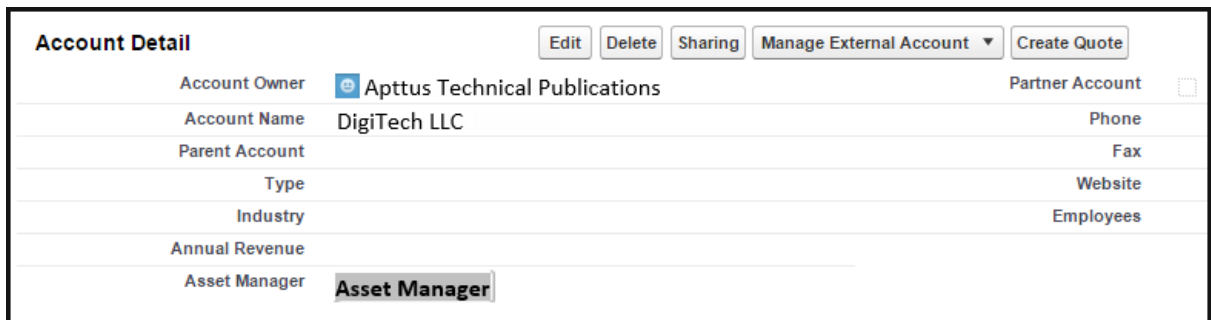 Account Detail Edit Delete Sharing Manage External Account Create Quote
Account Owner Apttus Technical Publications Partner Account
Account Name DigiTech LLC Phone
Parent Account Fax
Type Website
Industry Employees
Annual Revenue
Asset Manager Asset Manager